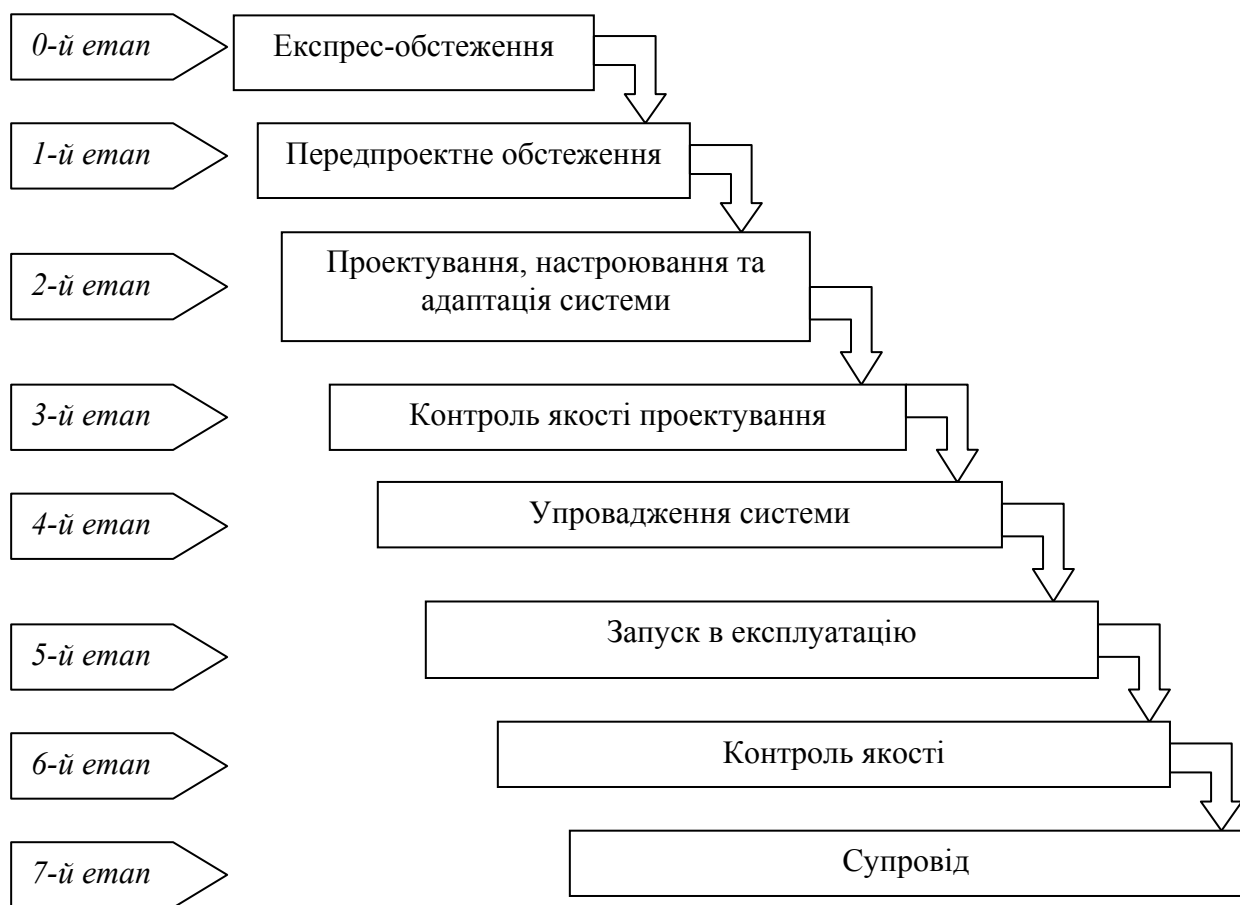 0-й етап
Експрес-обстеження
1-й етап
Передпроектне обстеження
2-й етап
Проектування, настроювання та
адаптація системи
3-й етап
Контроль якості проектування
4-й етап
Упровадження системи
5-й етап
Запуск в експлуатацію
6-й етап
Контроль якості
7-й етап
Супровід